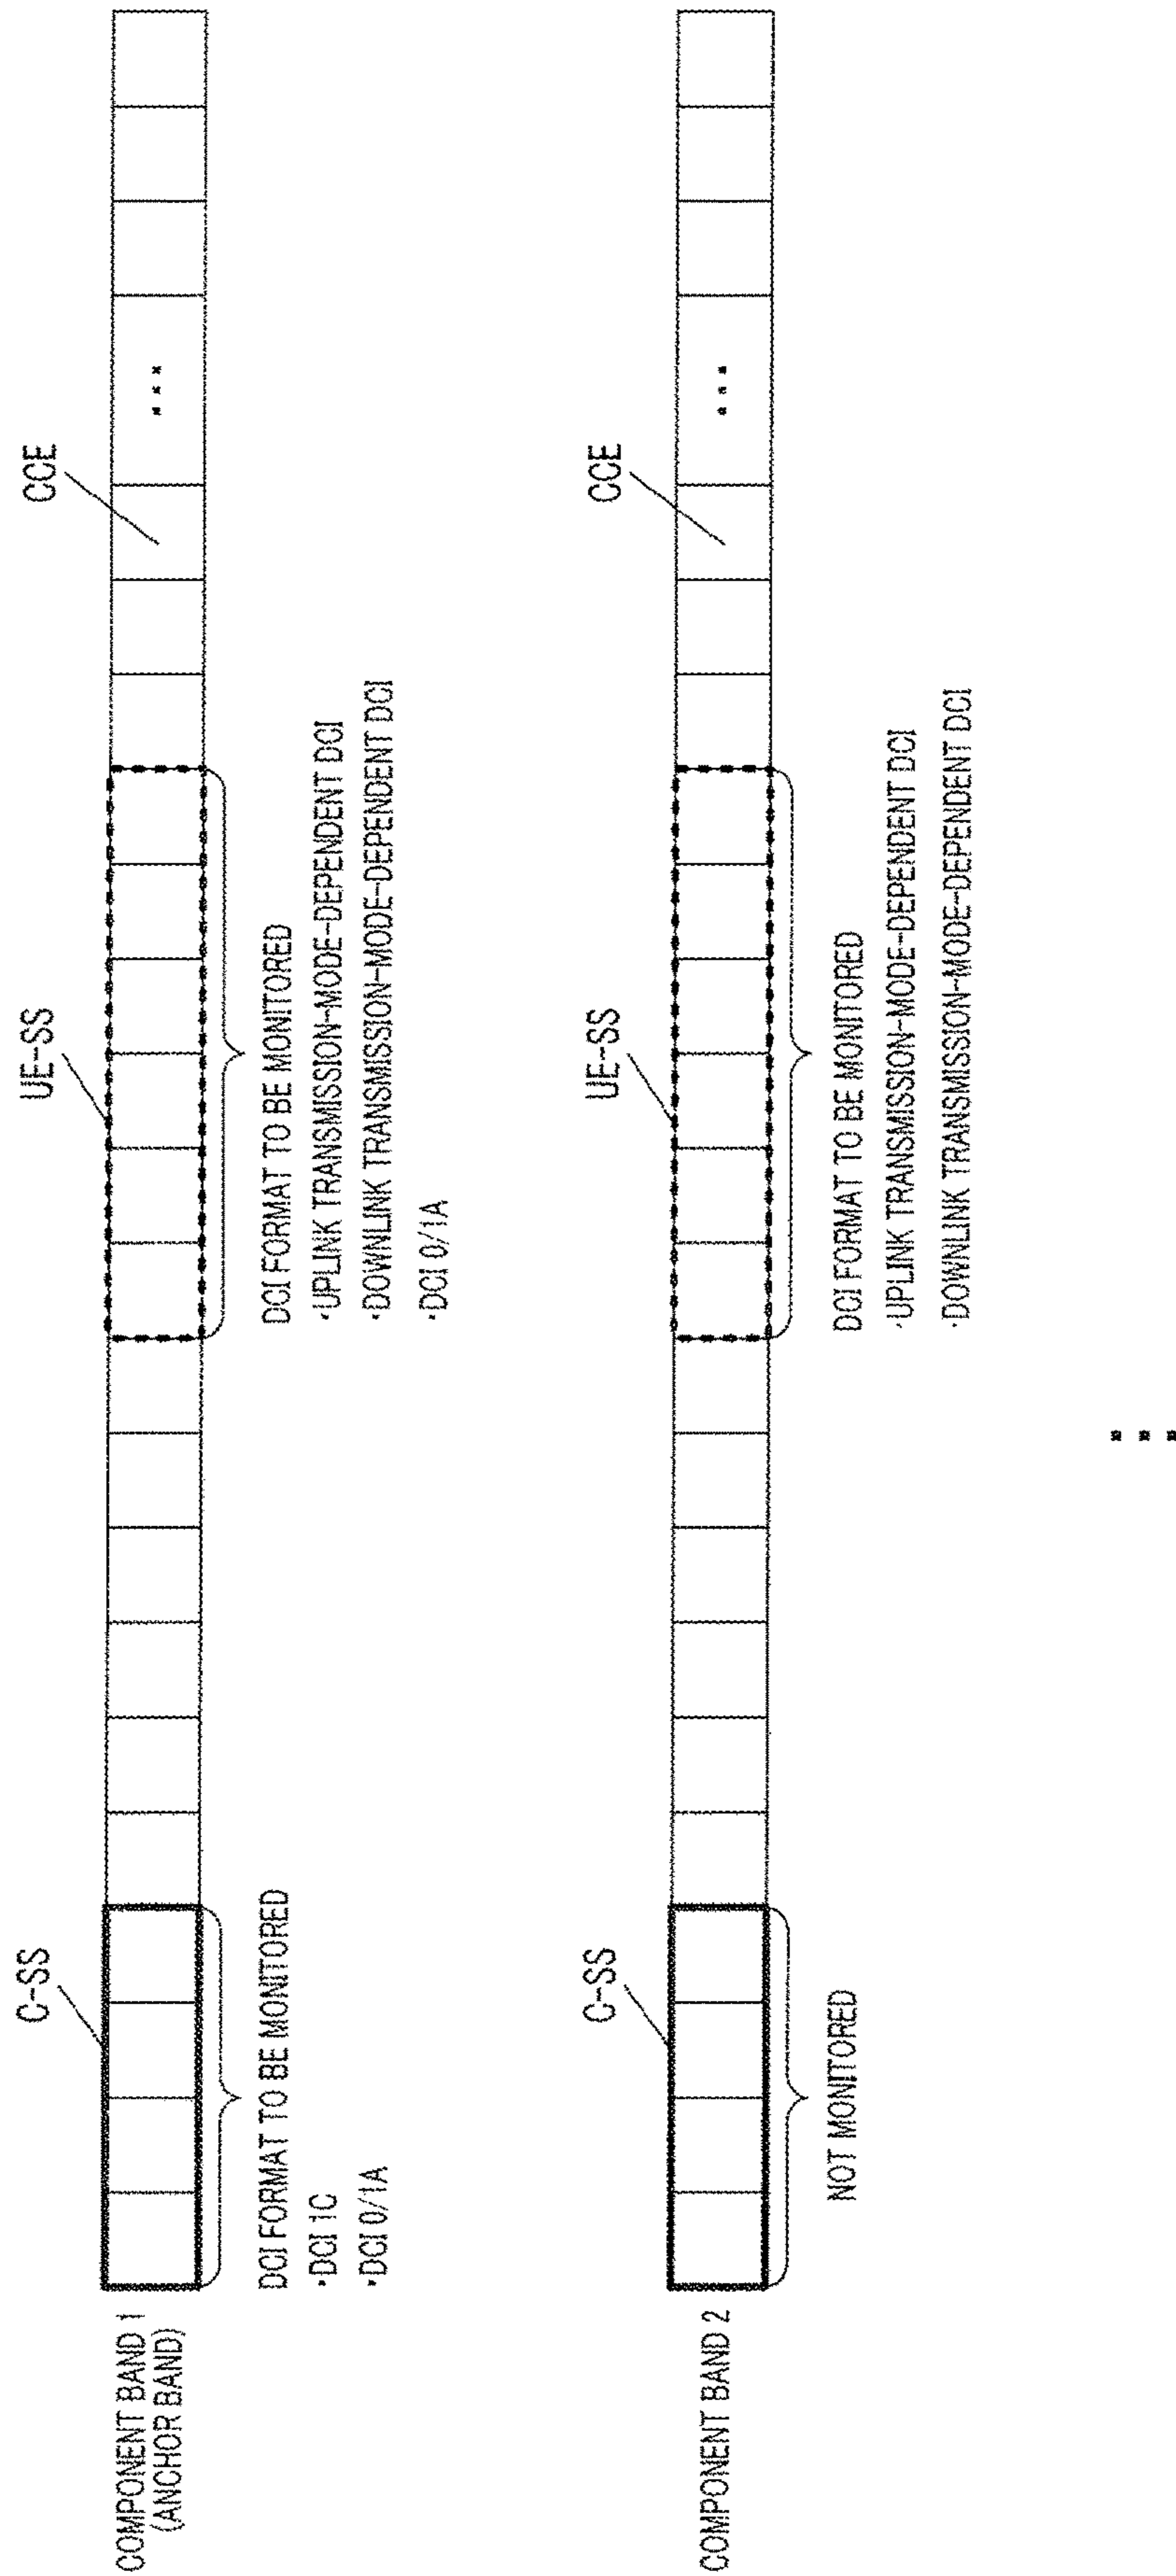 COMPONENT BAND 1
(ANCHOR BAND)
C-SS
UE-SS
CCE
...
DCI FORMAT TO BE MONITORED
・DCI 1C
・DCI 0/1A
DCI FORMAT TO BE MONITORED
・UPLINK TRANSMISSION-MODE-DEPENDENT DCI
・DOWNLINK TRANSMISSION-MODE-DEPENDENT DCI
・DCI 0/1A
COMPONENT BAND 2
C-SS
UE-SS
CCE
...
NOT MONITORED
DCI FORMAT TO BE MONITORED
・UPLINK TRANSMISSION-MODE-DEPENDENT DCI
・DOWNLINK TRANSMISSION-MODE-DEPENDENT DCI
...